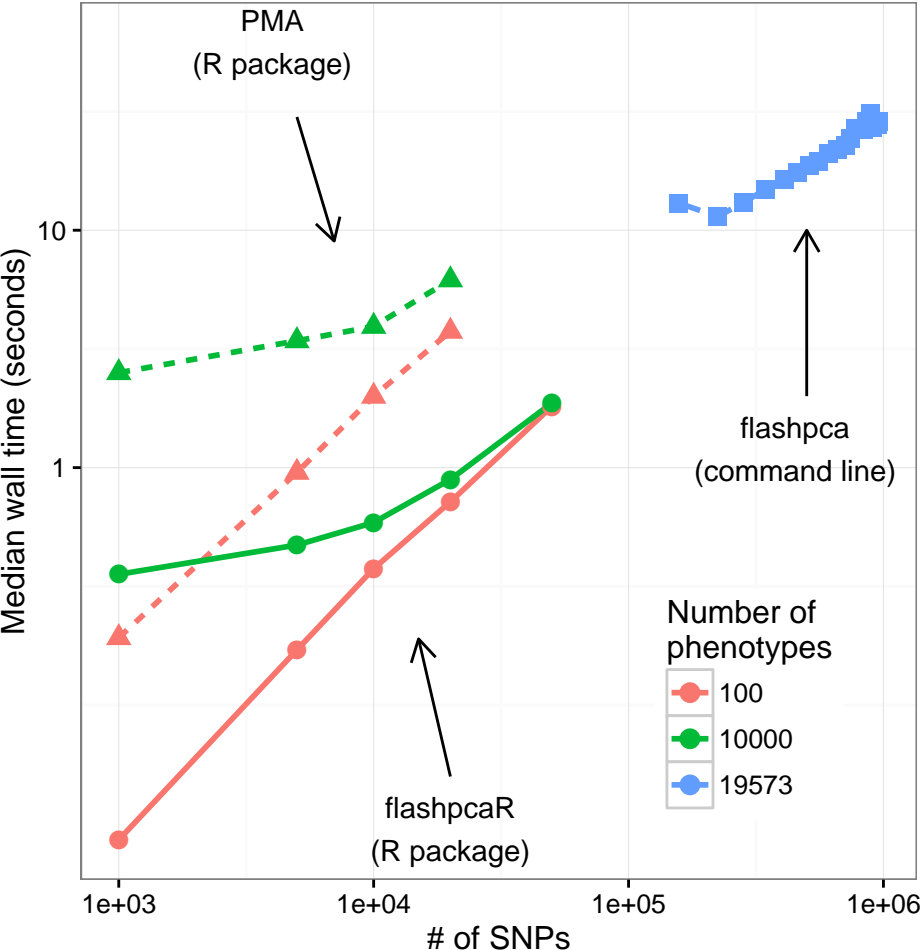 PMA
(R package)
10
1
Median wall time (seconds)
flashpca
(command line)
flashpcaR
(R package)
Number of
phenotypes
100
10000
19573
1e+03
1e+04
1e+05
1e+06
# of SNPs